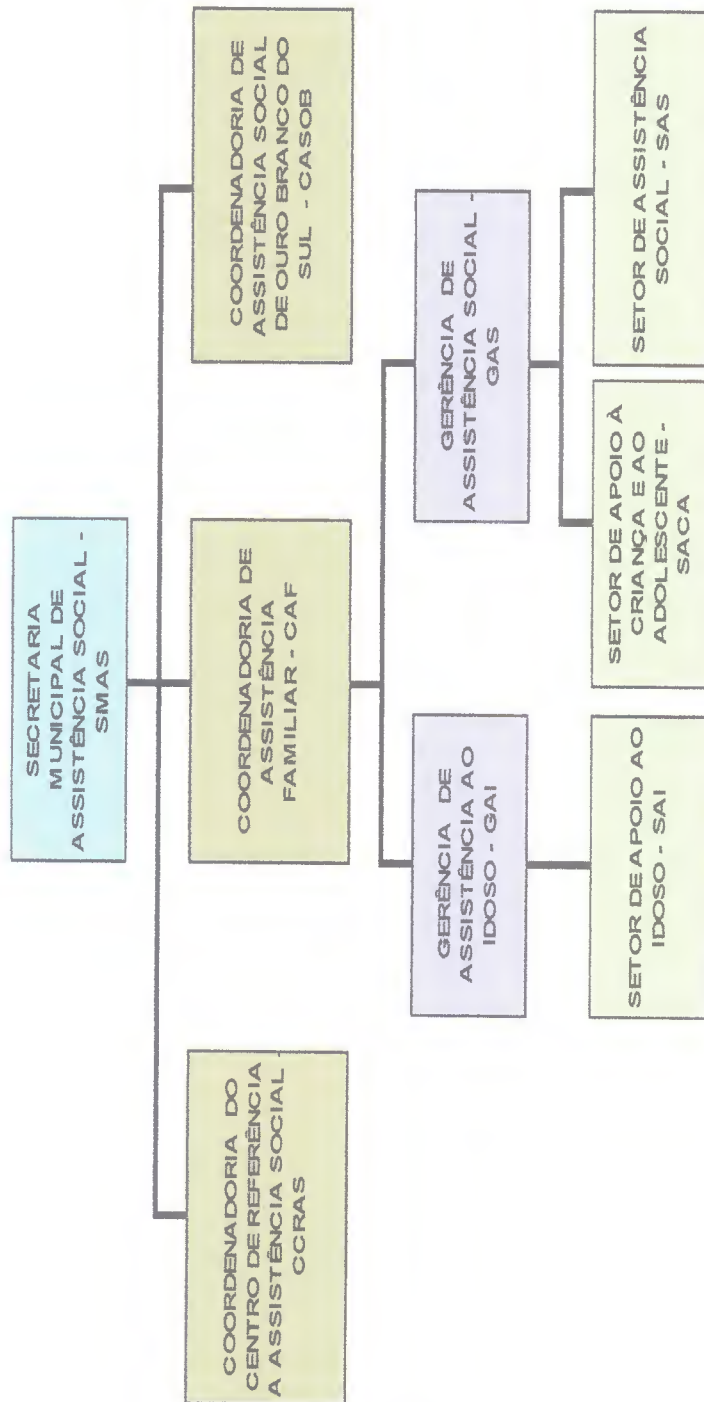 SECRETARIA
MUNICIPAL DE
ASSISTÊNCIA SOCIAL -
SMAS
COORDENADORIA DO
CENTRO DE REFERÊNCIA
A ASSISTÊNCIA SOCIAL -
CCRAS
COORDENADORIA DE
ASSISTÊNCIA
FAMILIAR - CAF
COORDENADORIA DE
ASSISTÊNCIA SOCIAL
DE OURO BRANCO DO
SUL - CASOB
GERÊNCIA DE
ASSISTÊNCIA AO
IDOSO - GAI
GERÊNCIA DE
ASSISTÊNCIA SOCIAL -
GAS
SETOR DE APOIO AO
IDOSO - SAI
SETOR DE APOIO À
CRIANÇA E AO
ADOLESCENTE -
SACA
SETOR DE ASSISTÊNCIA
SOCIAL - SAS